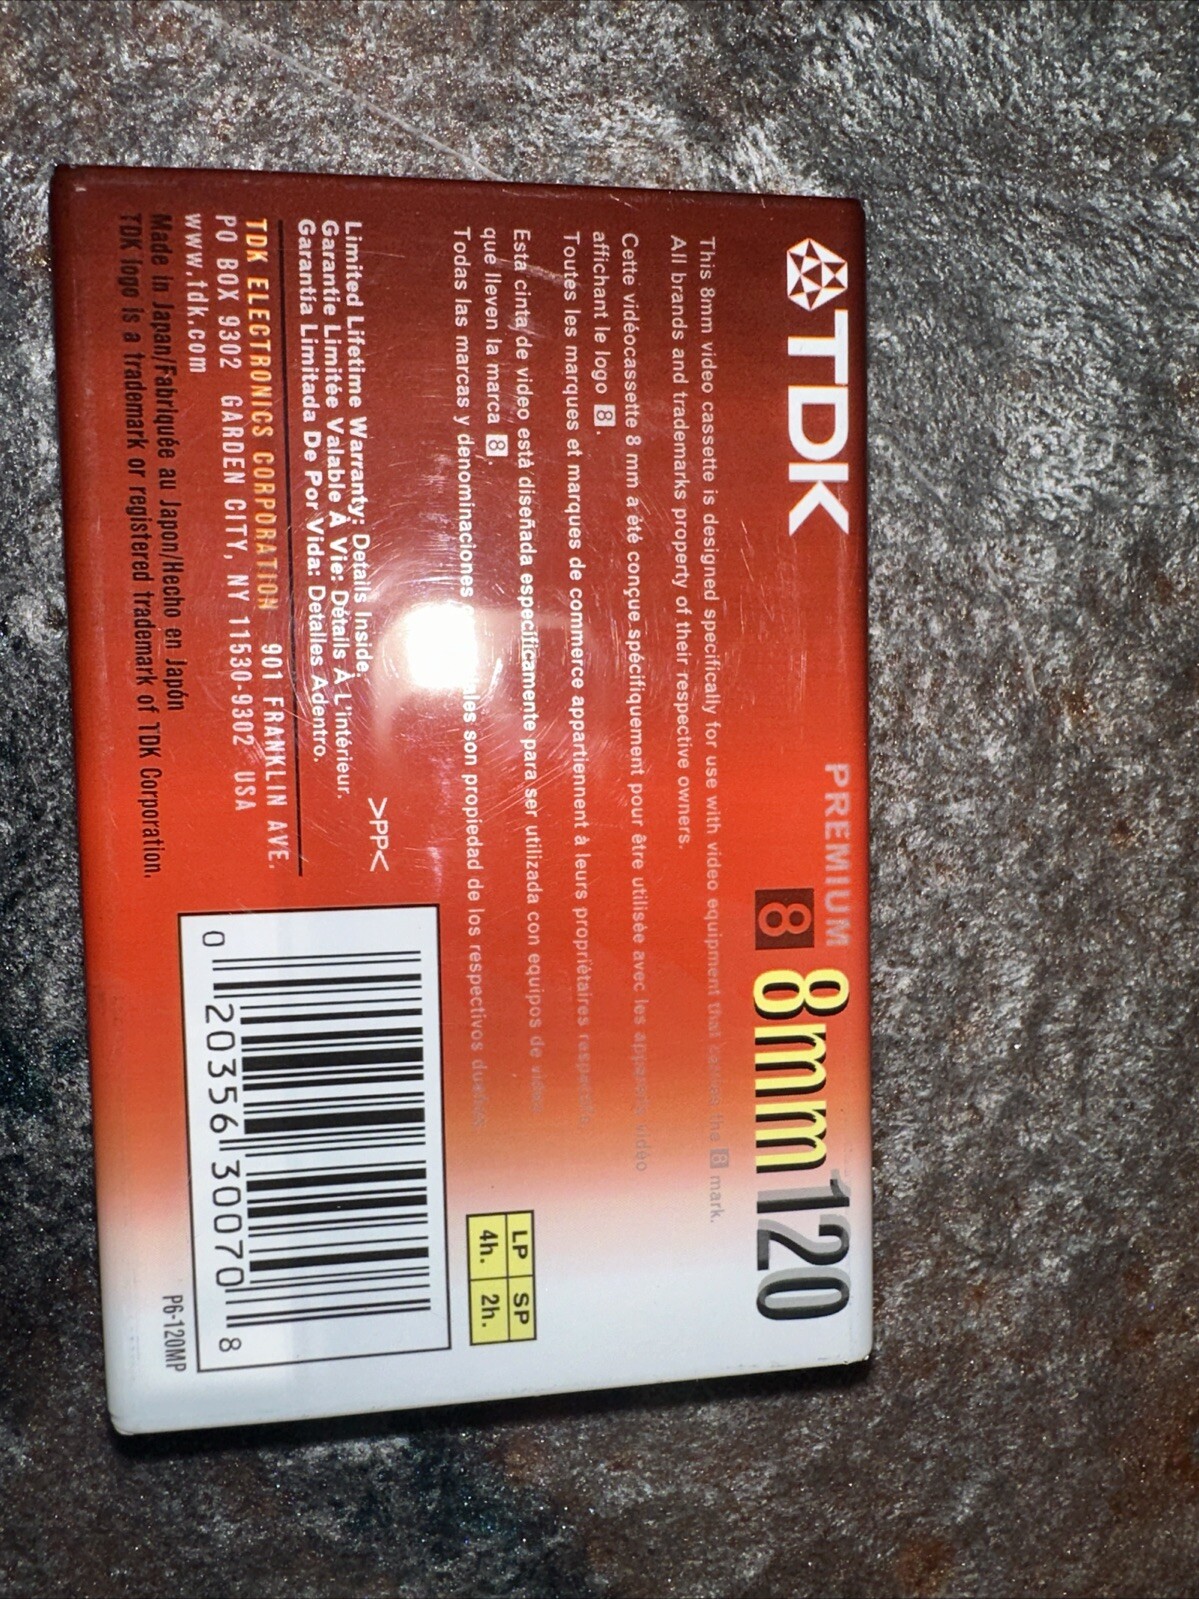 TDK
PREMIUM
8 8mm120
This 8mm video cassette is designed specifically for use with video equipment that carries the 8 mark.
All brands and trademarks property of their respective owners.
Cette vidéocassette 8 mm a été conçue spécifiquement pour être utilisée avec les appareils vidéo
affichant le logo 8.
Toutes les marques et marques de commerce appartiennent à leurs propriétaires respectifs.
Esta cinta de video está diseñada específicamente para ser utilizada con equipos de video
que lleven la marca 8.
Todas las marcas y denominaciones son propiedad de los respectivos dueños.
LP SP
4h. 2h.
>PP<
Limited Lifetime Warranty: Details Inside
Garantie Limitée Valable À Vie: Détails À L'intérieur.
Garantía Limitada De Por Vida: Detalles Adentro.
TDK ELECTRONICS CORPORATION 901 FRANKLIN AVE.
PO BOX 9302 GARDEN CITY, NY 11530-9302 USA
www.tdk.com
Made in Japan/Fabriquée au Japon/Hecho en Japón
TDK logo is a trademark or registered trademark of TDK Corporation.
0 20356 30070 8
P6-120MP